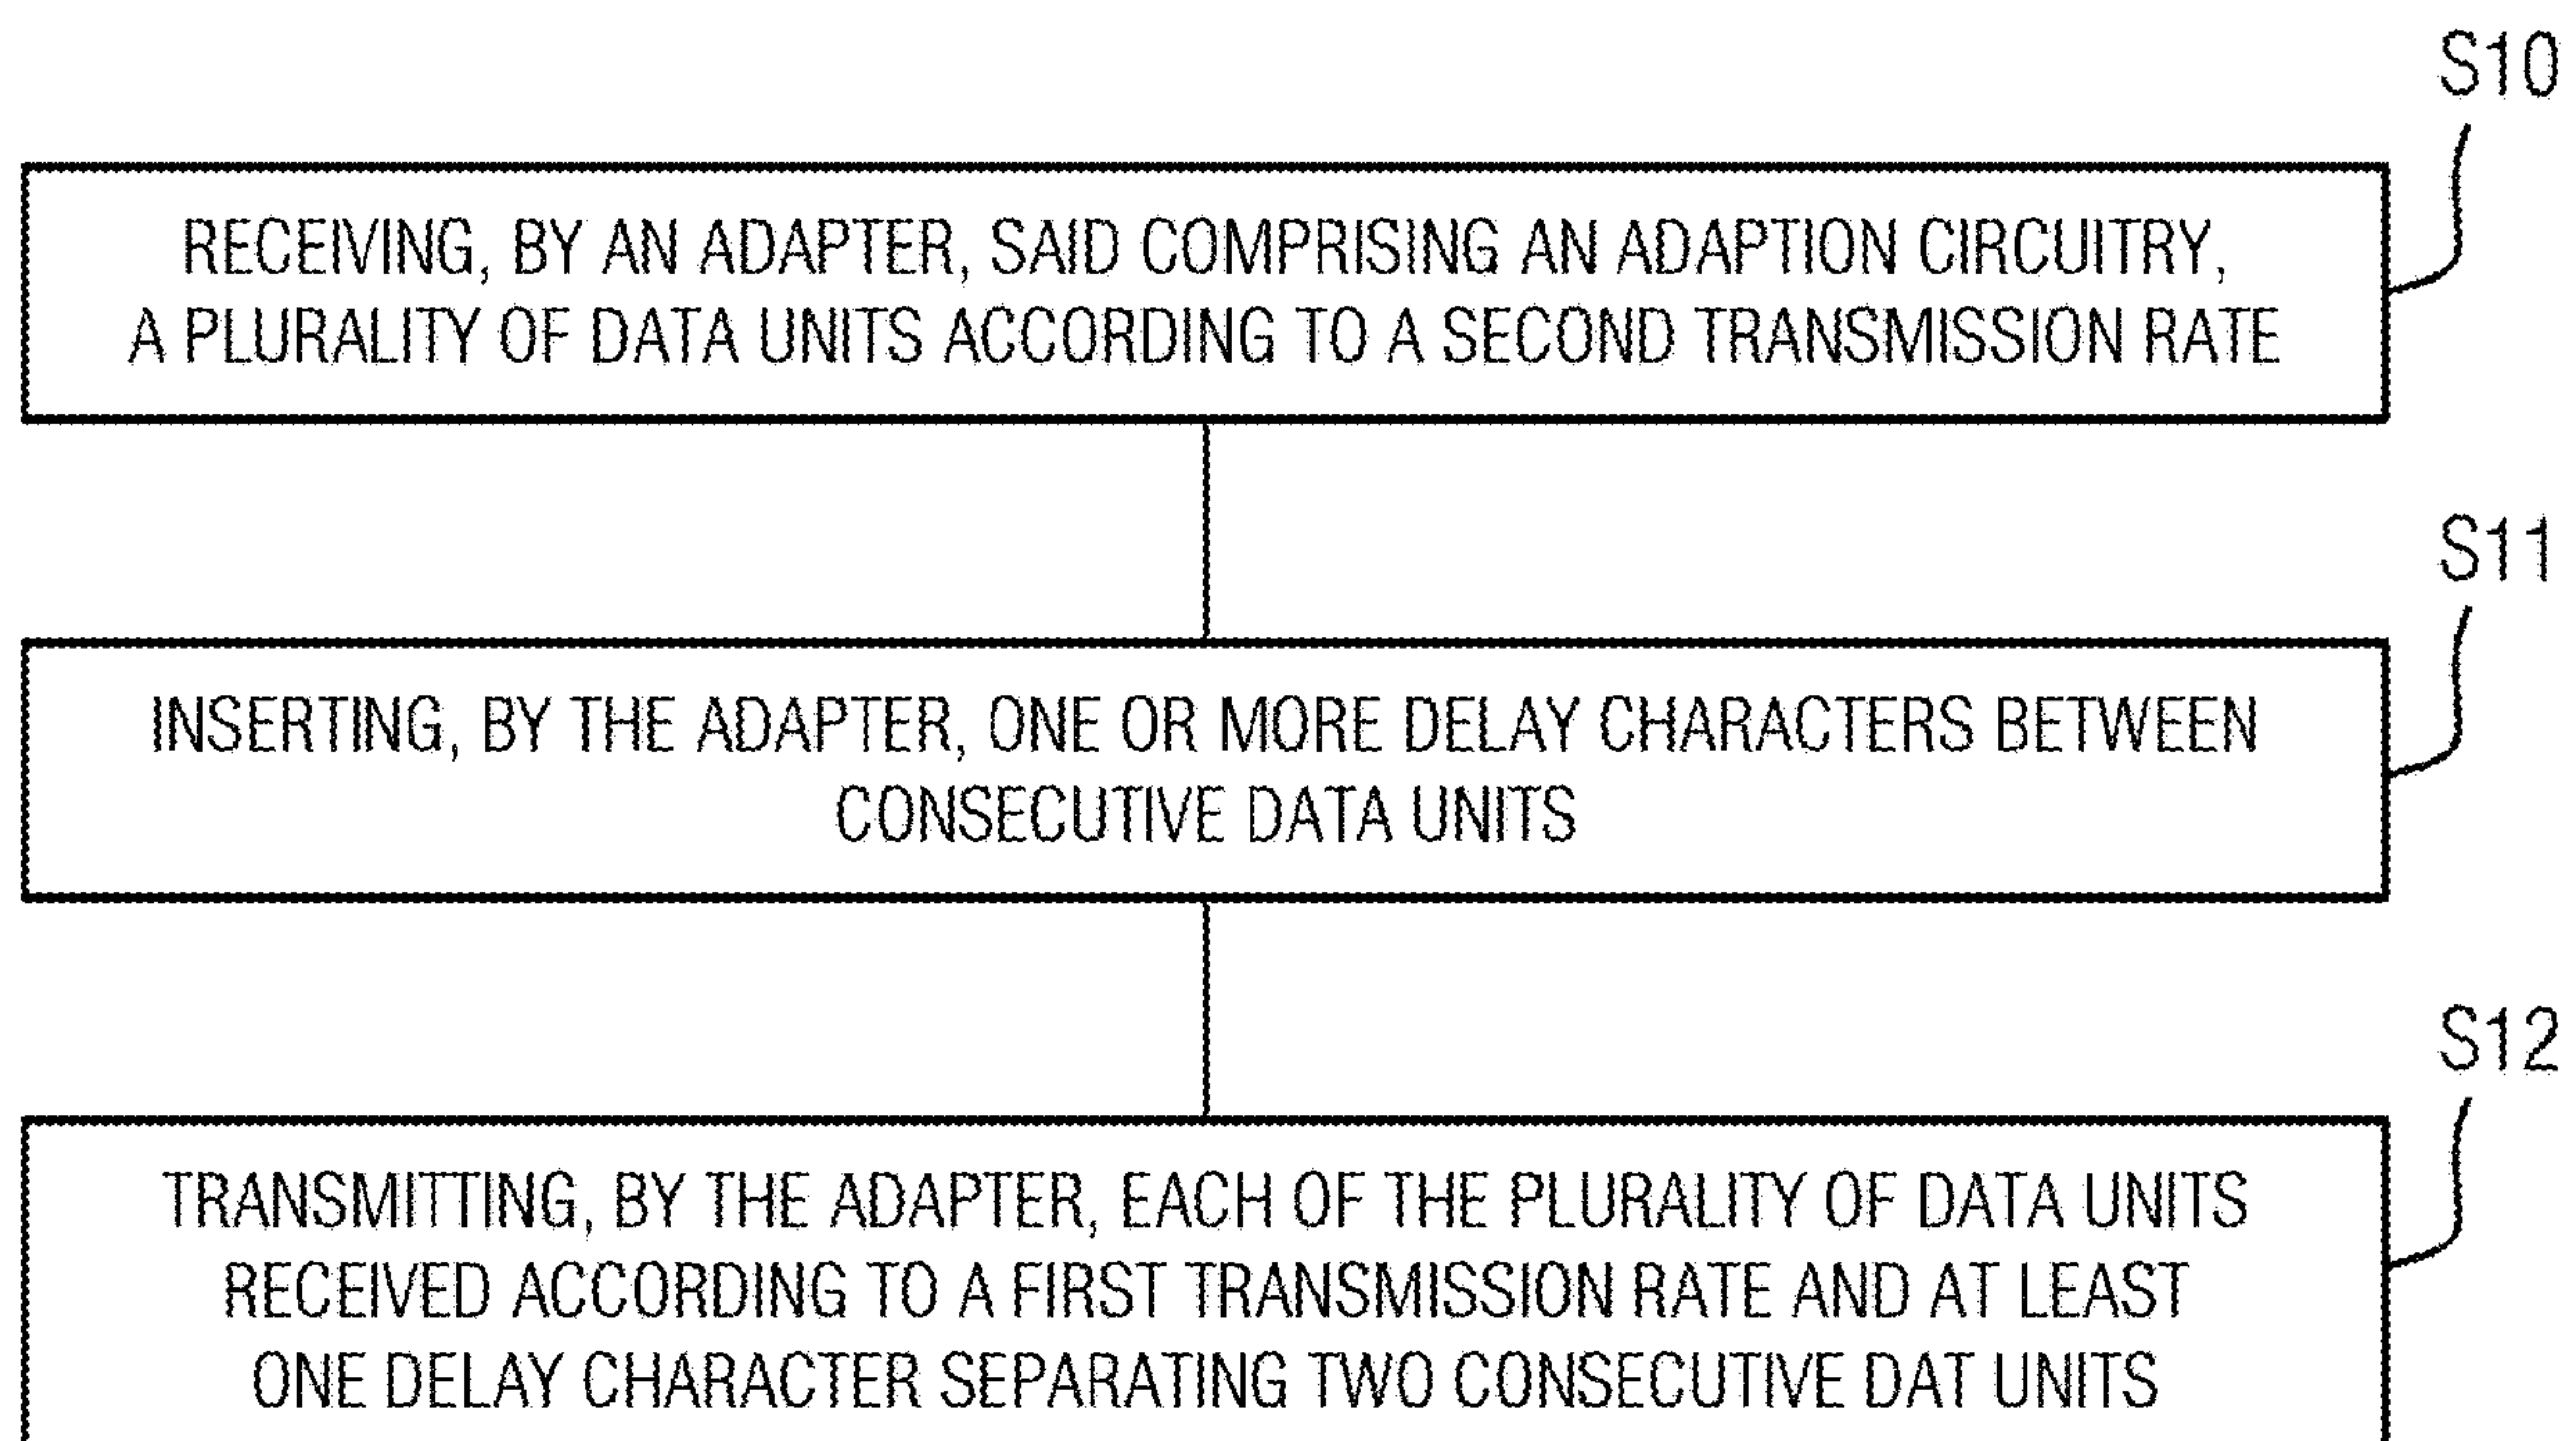 S10
RECEIVING, BY AN ADAPTER, SAID COMPRISING AN ADAPTION CIRCUITRY,
A PLURALITY OF DATA UNITS ACCORDING TO A SECOND TRANSMISSION RATE
S11
INSERTING, BY THE ADAPTER, ONE OR MORE DELAY CHARACTERS BETWEEN
CONSECUTIVE DATA UNITS
S12
TRANSMITTING, BY THE ADAPTER, EACH OF THE PLURALITY OF DATA UNITS
RECEIVED ACCORDING TO A FIRST TRANSMISSION RATE AND AT LEAST
ONE DELAY CHARACTER SEPARATING TWO CONSECUTIVE DAT UNITS